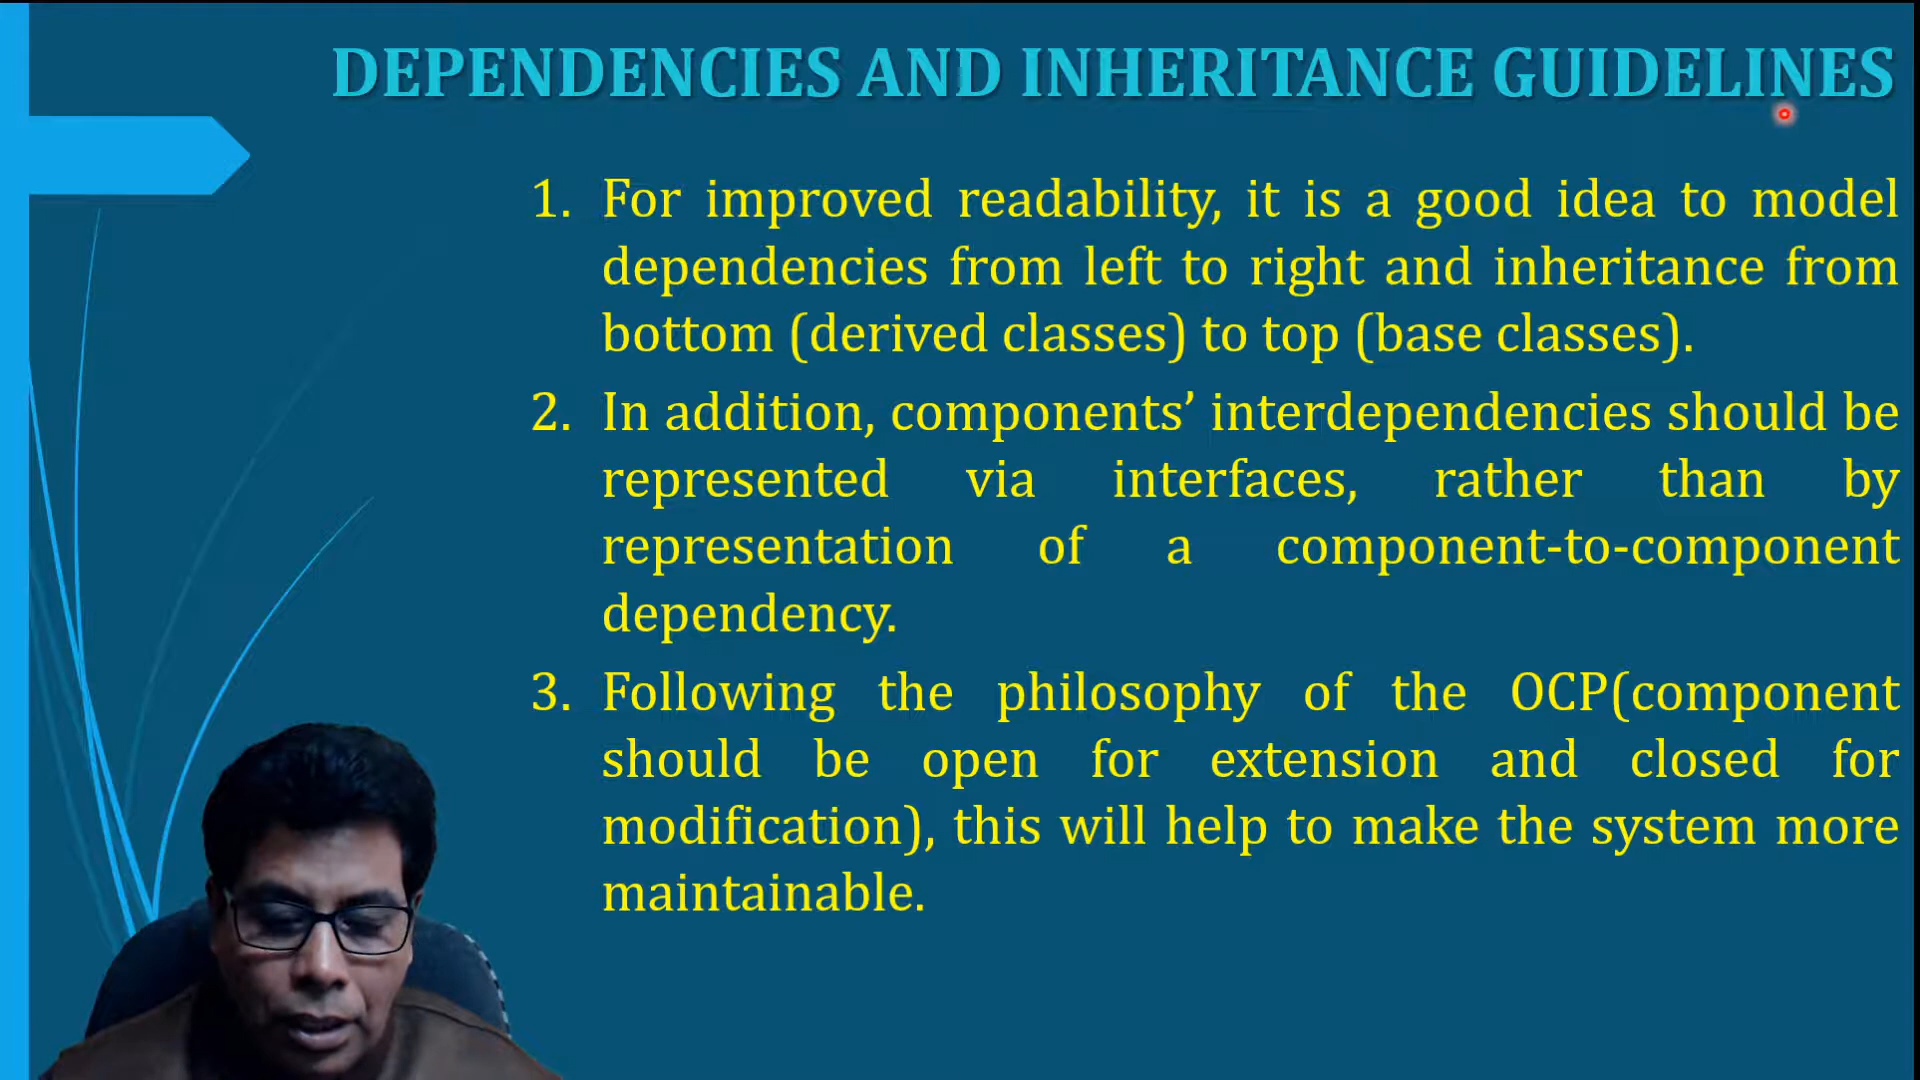 DEPENDENCIES AND INHERITANCE GUIDELINES
1. For improved readability, it is a good idea to model
dependencies from left to right and inheritance from
bottom (derived classes) to top (base classes).
2. In addition, components’ interdependencies should be
represented via interfaces, rather than by
representation of a component-to-component
dependency.
3. Following the philosophy of the OCP(component
should be open for extension and closed for
modification), this will help to make the system more
maintainable.